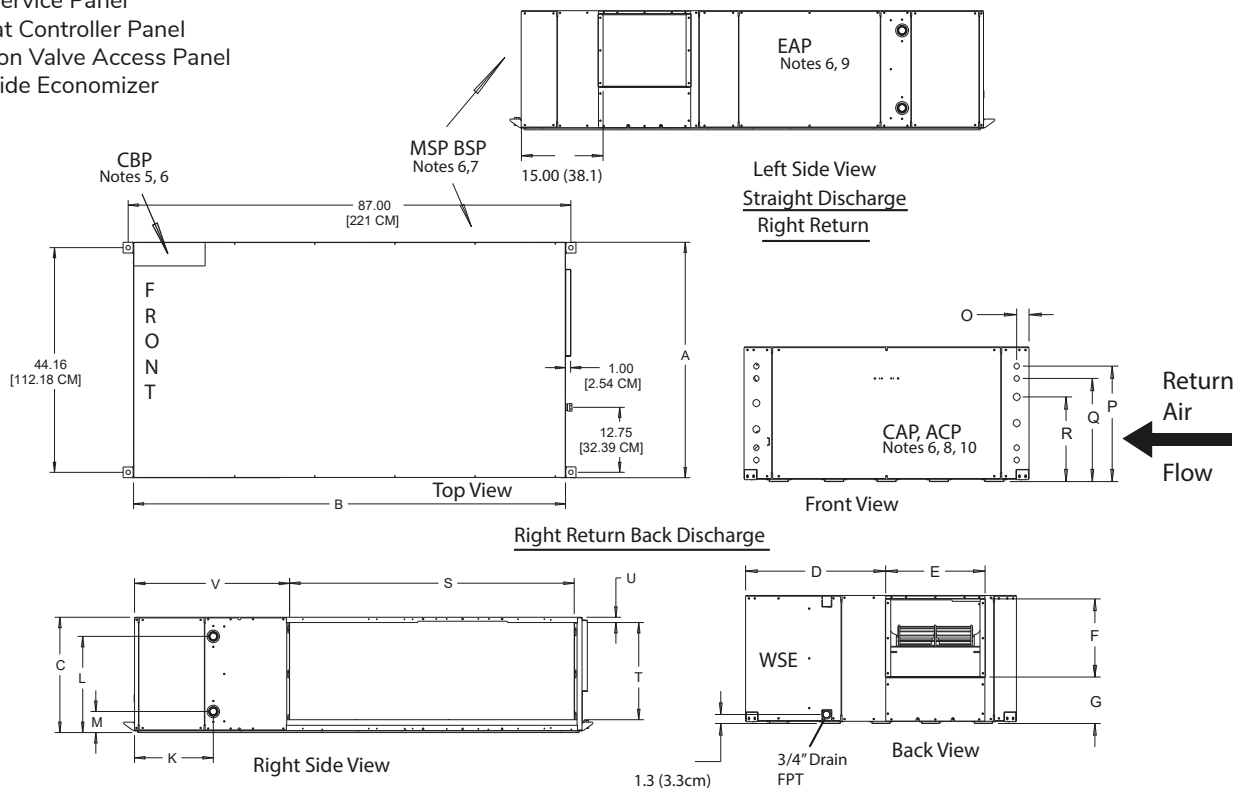 Service Panel
Controller Panel
Valve Access Panel
Economizer
EAP
Notes 6, 9
CBP
Notes 5, 6
MSP BSP
Notes 6,7
15.00 (38.1)
Left Side View
Straight Discharge
Right Return
87.00
[221 CM]
FRONT
44.16
[112.18 CM]
A
1.00
[2.54 CM]
12.75
[32.39 CM]
B
Top View
O
CAP, ACP
Notes 6, 8, 10
R
Q
P
Return
Air
Flow
Front View
Right Return Back Discharge
V
S
U
C
L
M
T
K
Right Side View
D
E
F
G
WSE
1.3 (3.3cm)
3/4" Drain
FPT
Back View